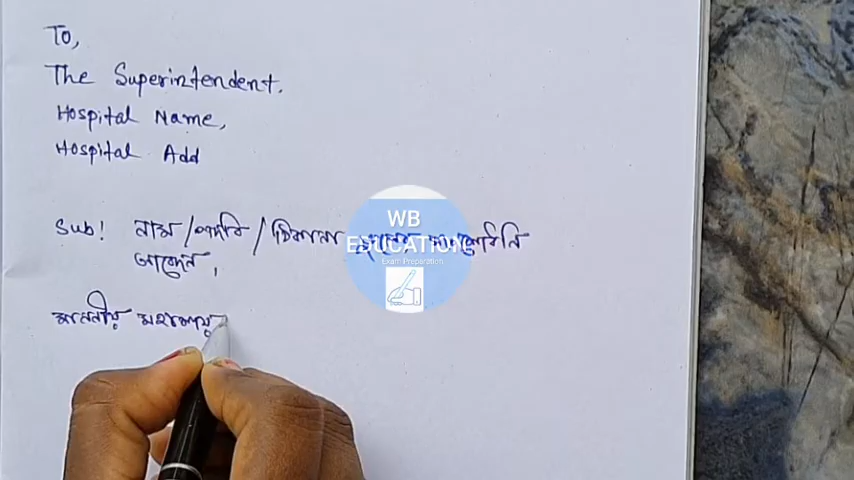 To,
The Superintendent.
Hospital Name,
Hospital Add
Sub! নাম/পদবি/ঠিকানা
আবেদন,
মাননীয় মহাশয়
WB
EDUCATION
Exam Preparation